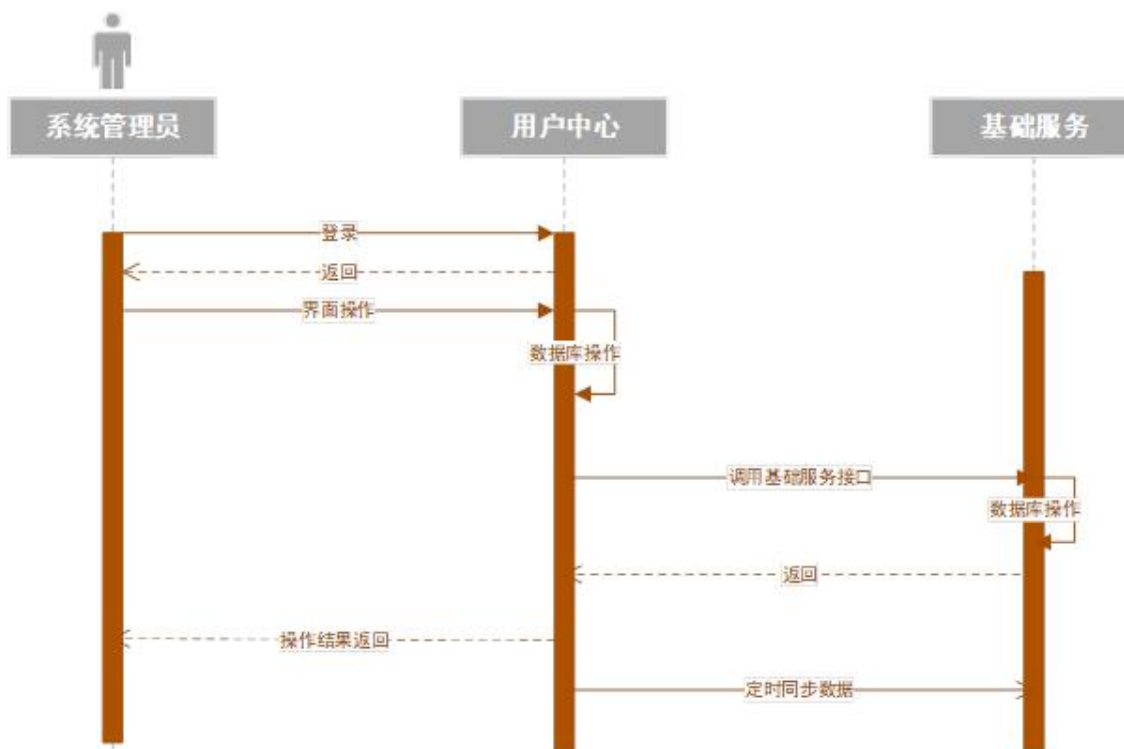 系统管理员
用户中心
基础服务
登录
返回
界面操作
数据库操作
调用基础服务接口
数据库操作
返回
操作结果返回
定时同步数据